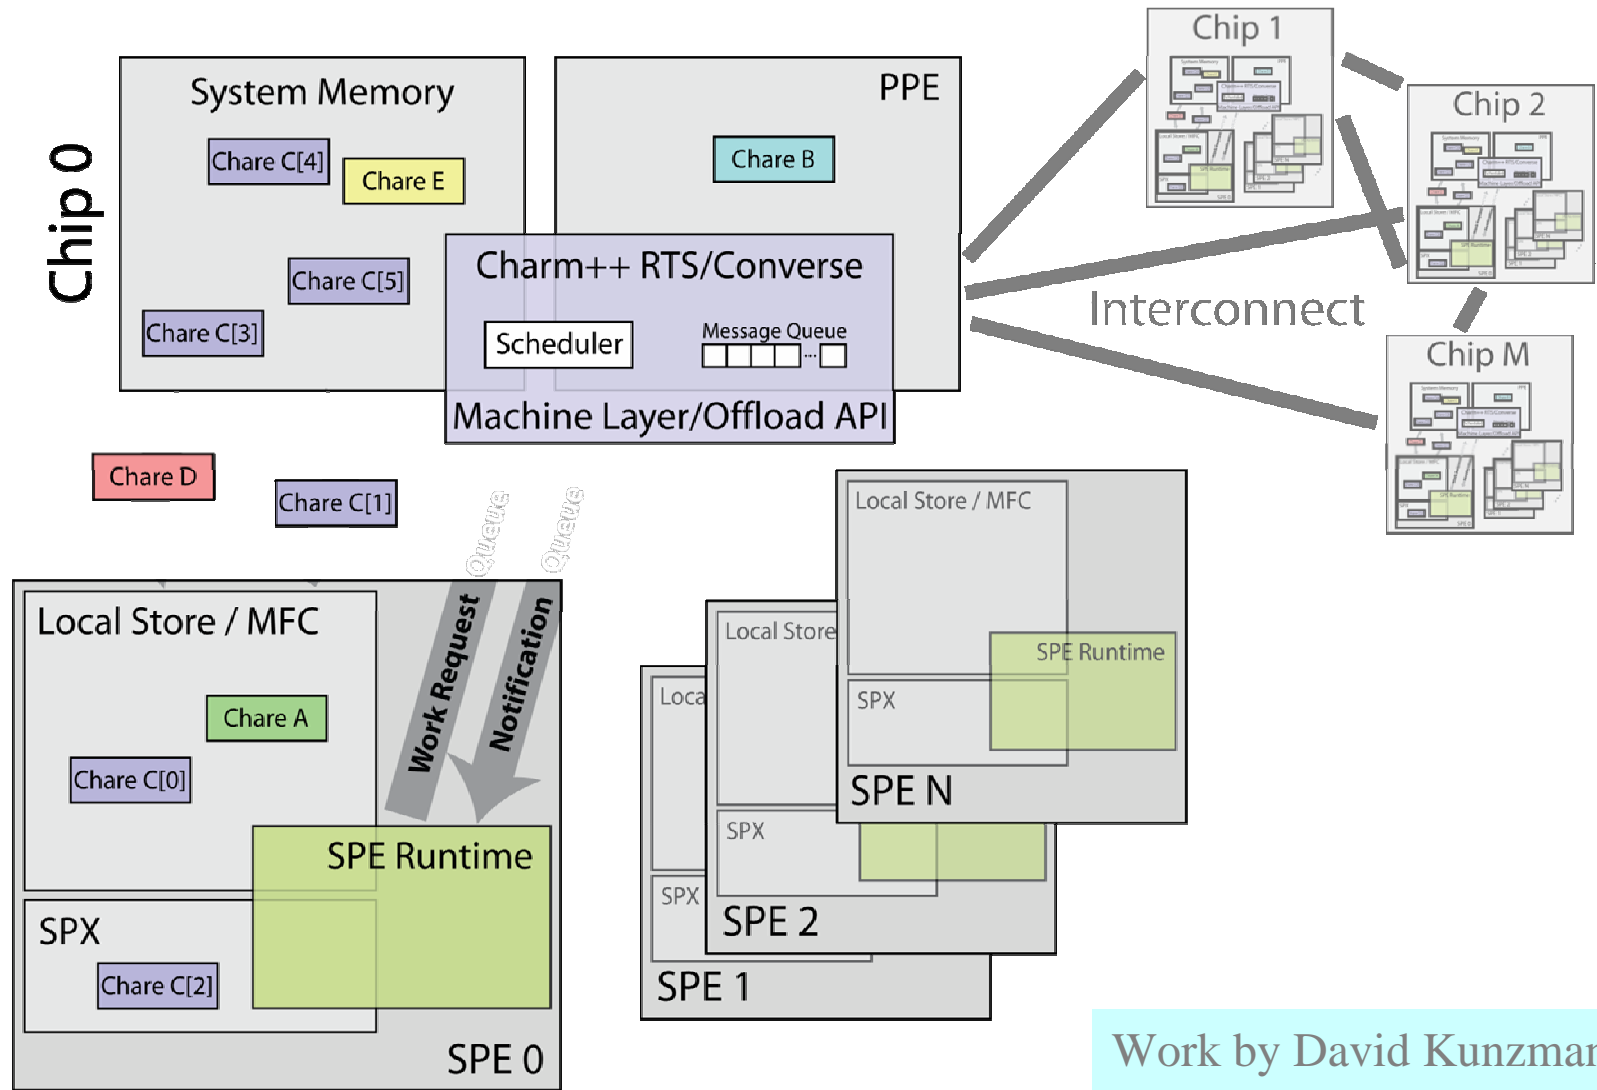 Chip 0
System Memory
Chare C[4]
Chare E
Chare C[5]
Chare C[3]
PPE
Chare B
Charm++ RTS/Converse
Scheduler
Message Queue
...
Machine Layer/Offload API
Chip 1
Chip 2
Interconnect
Chip M
Chare D
Chare C[1]
Work Request Queue
Notification Queue
Local Store / MFC
Chare A
Chare C[0]
SPE Runtime
SPX
Chare C[2]
SPE 0
Local Store / MFC
SPE Runtime
SPX
SPE N
Local Store
SPX
SPE 2
Loca
SPX
SPE 1
Work by David Kunzman